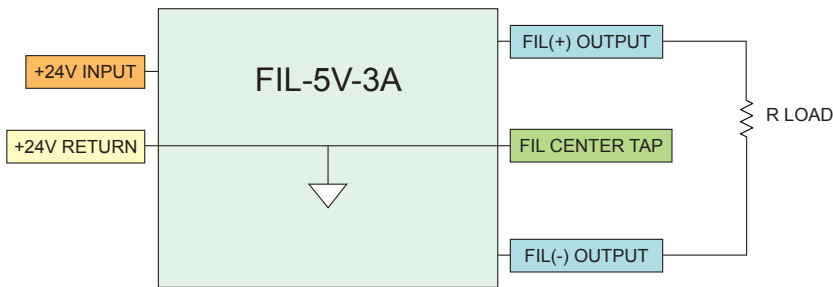 FIL(+) OUTPUT
+24V INPUT
FIL-5V-3A
R LOAD
+24V RETURN
FIL CENTER TAP
FIL(-) OUTPUT